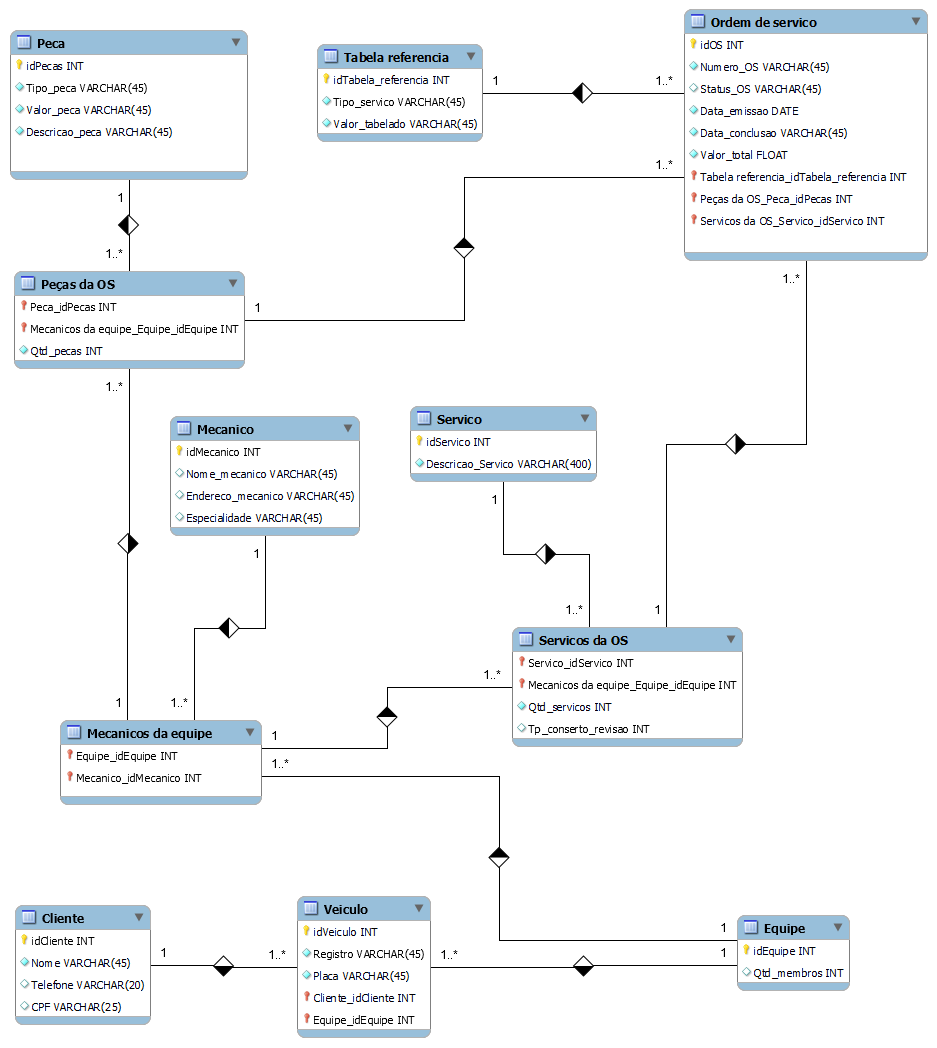 Peca
idPecas INT
Tipo_peca VARCHAR(45)
Valor_peca VARCHAR(45)
Descricao_peca VARCHAR(45)
Tabela referencia
idTabela_referencia INT
Tipo_servico VARCHAR(45)
Valor_tabelado VARCHAR(45)
1
1..*
Ordem de servico
idOS INT
Numero_OS VARCHAR(45)
Status_OS VARCHAR(45)
Data_emissao DATE
Data_conclusao VARCHAR(45)
Valor_total FLOAT
Tabela referencia_idTabela_referencia INT
Peças da OS_Peca_idPecas INT
Servicos da OS_Servico_idServico INT
1
1..*
1..*
1
1..*
Peças da OS
Peca_idPecas INT
Mecanicos da equipe_Equipe_idEquipe INT
Qtd_pecas INT
1..*
Mecanico
idMecanico INT
Nome_mecanico VARCHAR(45)
Endereco_mecanico VARCHAR(45)
Especialidade VARCHAR(45)
1
Servico
idServico INT
Descricao_Servico VARCHAR(400)
1
1..*
1
Servicos da OS
Servico_idServico INT
Mecanicos da equipe_Equipe_idEquipe INT
Qtd_servicos INT
Tp_conserto_revisao INT
1..*
1
1..*
Mecanicos da equipe
Equipe_idEquipe INT
Mecanico_idMecanico INT
1
1..*
Cliente
idCliente INT
Nome VARCHAR(45)
Telefone VARCHAR(20)
CPF VARCHAR(25)
1
1..*
Veiculo
idVeiculo INT
Registro VARCHAR(45)
Placa VARCHAR(45)
Cliente_idCliente INT
Equipe_idEquipe INT
1..*
1
1
Equipe
idEquipe INT
Qtd_membros INT